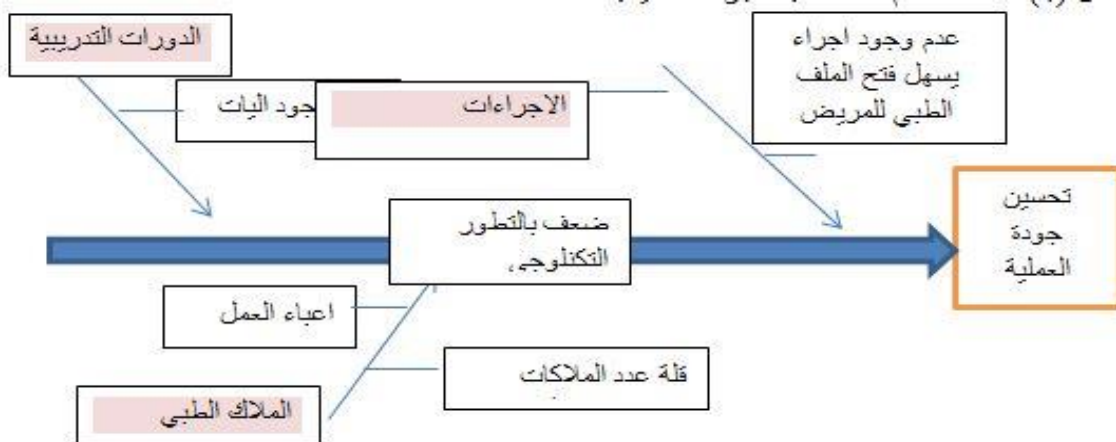 الدورات التدريبية
جود اليات
الاجراءات
عدم وجود اجراء
يسهل فتح الملف
الطبي للمريض
ضعف بالتطور
التكنلوجي
تحسين
جودة
العملية
اعباء العمل
قلة عدد الملاكات
الملاك الطبي